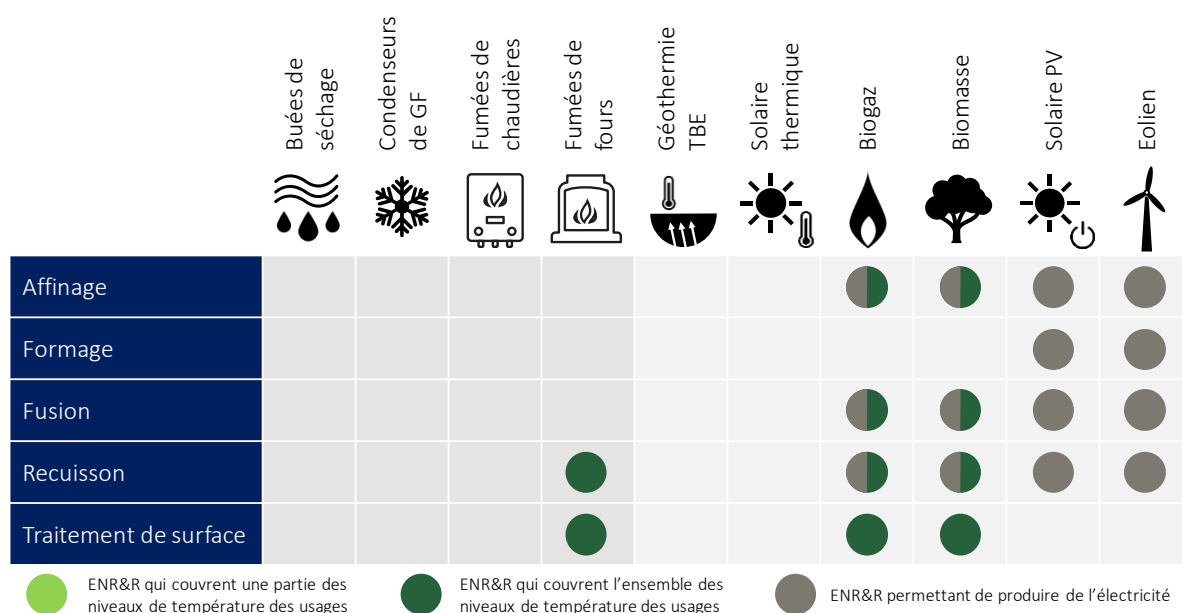 Buées de
séchage
Condenseurs
de GF
Fumées de
chaudières
Fumées de
fours
Géothermie
TBE
Solaire
thermique
Biogaz
Biomasse
Solaire PV
Eolien
Affinage
Formage
Fusion
Recuisson
Traitement de surface
ENR&R qui couvrent une partie des
niveaux de température des usages
ENR&R qui couvrent l'ensemble des
niveaux de température des usages
ENR&R permettant de produire de l'électricité